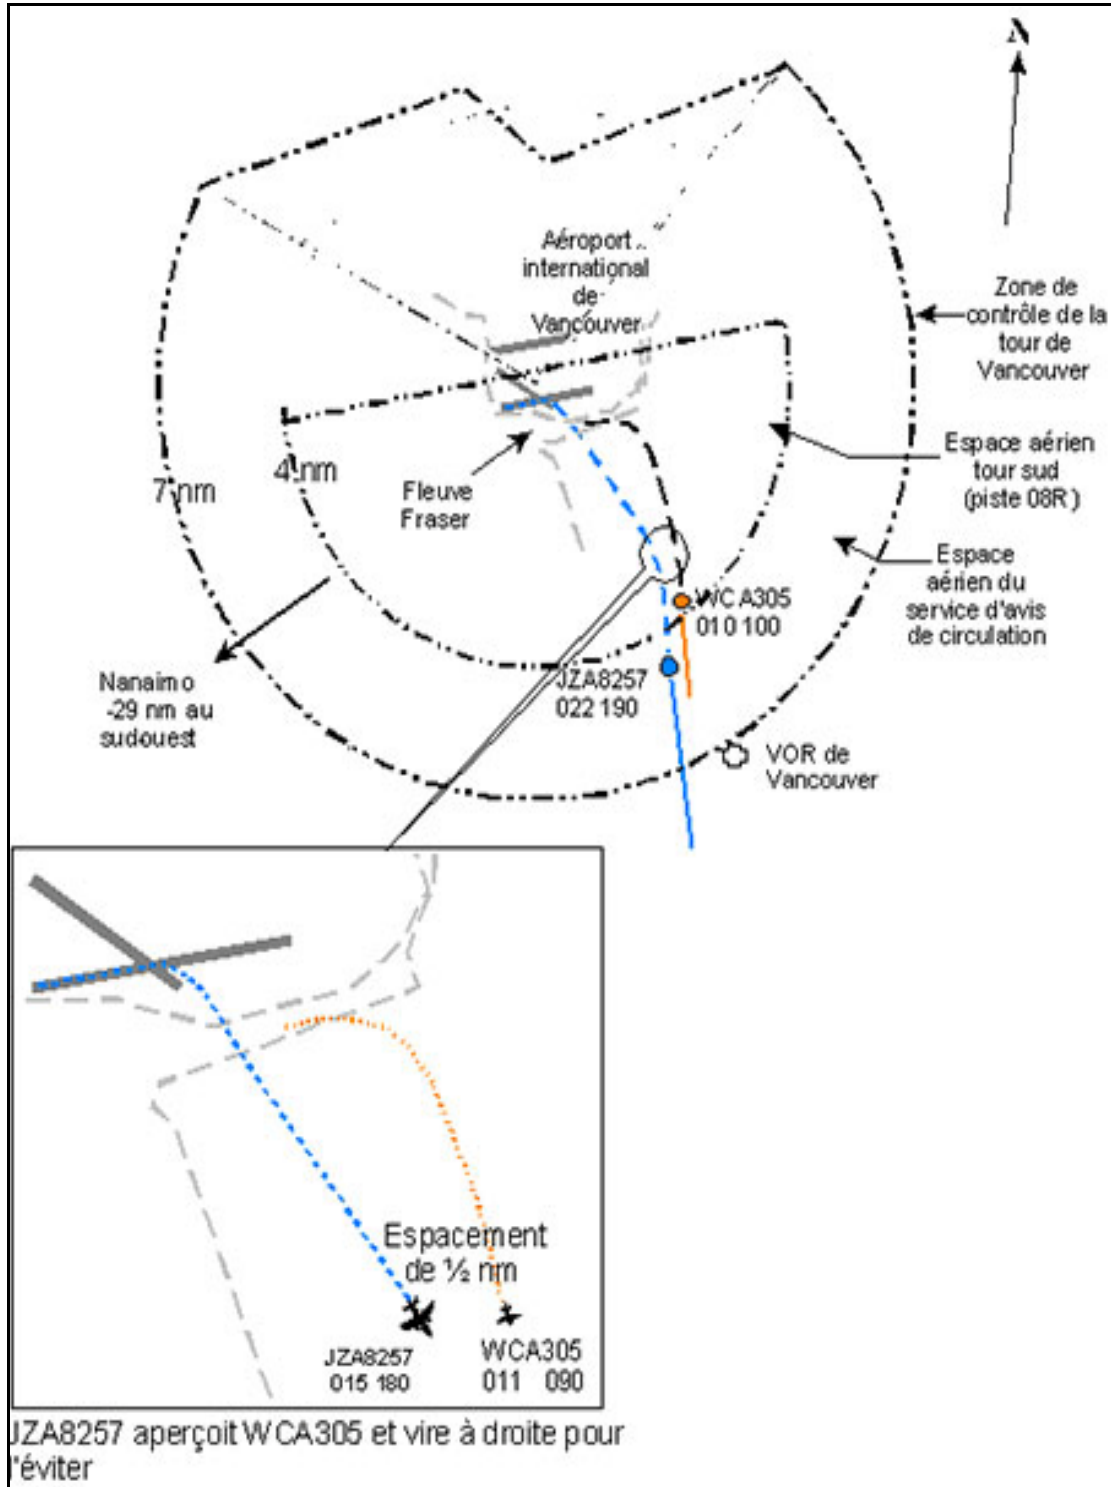 N
Aéroport
international
de
Vancouver
Zone de
contrôle de la
tour de
Vancouver
7 nm
4 nm
Fleuve
Fraser
Espace aérien
tour sud
(piste 08R)
Espace
aérien du
service d'avis
de circulation
WCA305
010 100
JZA8257
022 190
Nanaimo
-29 nm au
sudouest
VOR de
Vancouver
Espacement
de ½ nm
JZA8257
015 180
WCA305
011 090
JZA8257 aperçoit WCA305 et vire à droite pour
l'éviter